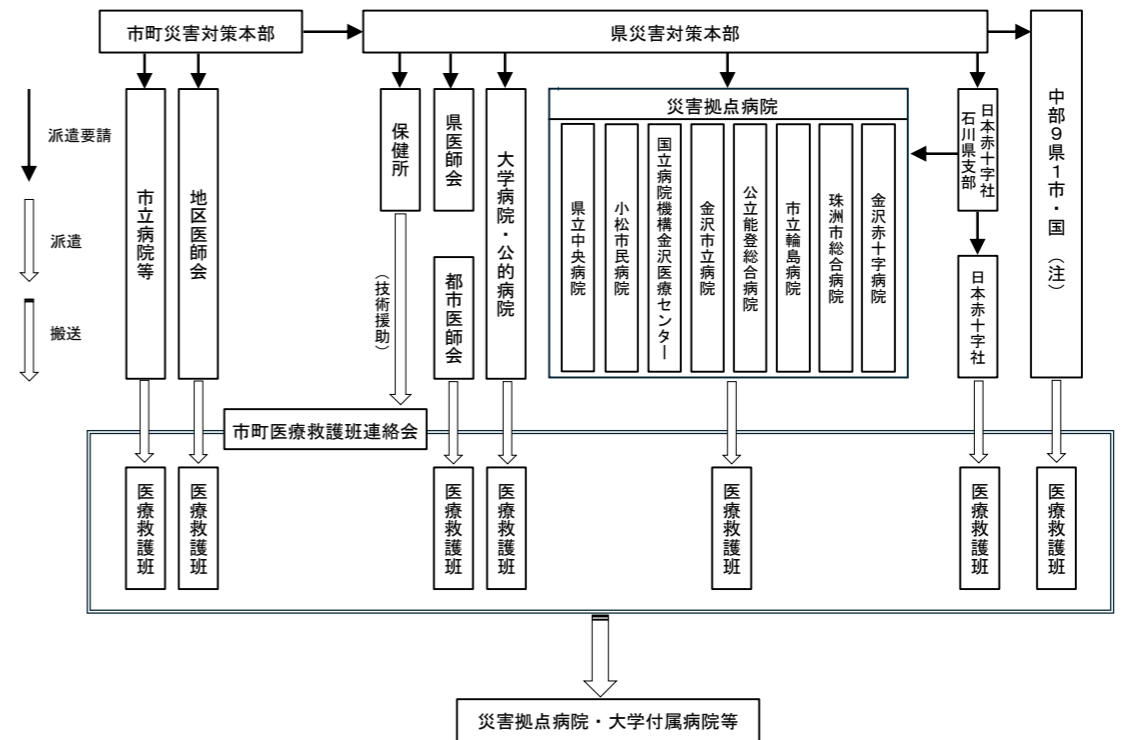 市町災害対策本部
県災害対策本部
派遣要請
派遣
搬送
市立病院等
地区医師会
保健所
(技術援助)
県医師会
都市医師会
大学病院・公的病院
災害拠点病院
県立中央病院
小松市民病院
国立病院機構金沢医療センター
金沢市立病院
公立能登総合病院
市立輪島病院
珠洲市総合病院
金沢赤十字病院
日本赤十字社
石川県支部
日本赤十字社
中部9県1市・国 (注)
市町医療救護班連絡会
医療救護班
医療救護班
医療救護班
医療救護班
医療救護班
医療救護班
医療救護班
災害拠点病院・大学付属病院等